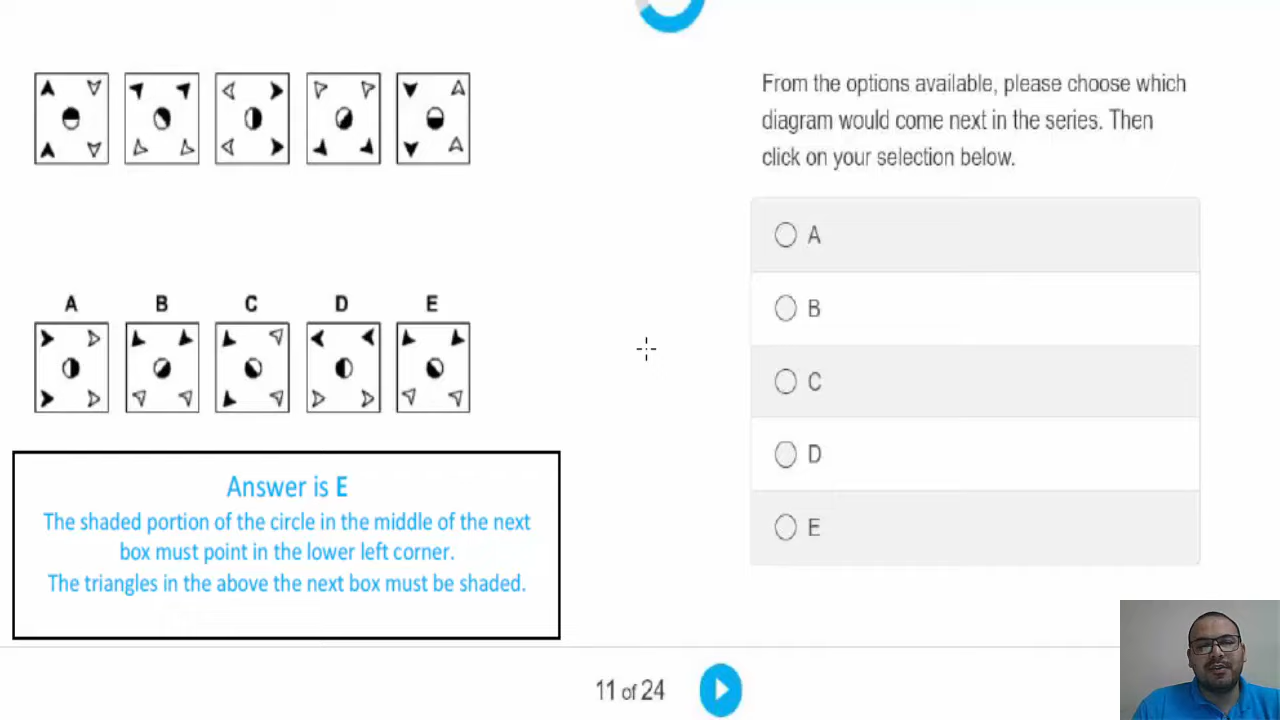 From the options available, please choose which
diagram would come next in the series. Then
click on your selection below.
A
B
C
D
E
A B C D E
Answer is E
The shaded portion of the circle in the middle of the next
box must point in the lower left corner.
The triangles in the above the next box must be shaded.
11 of 24